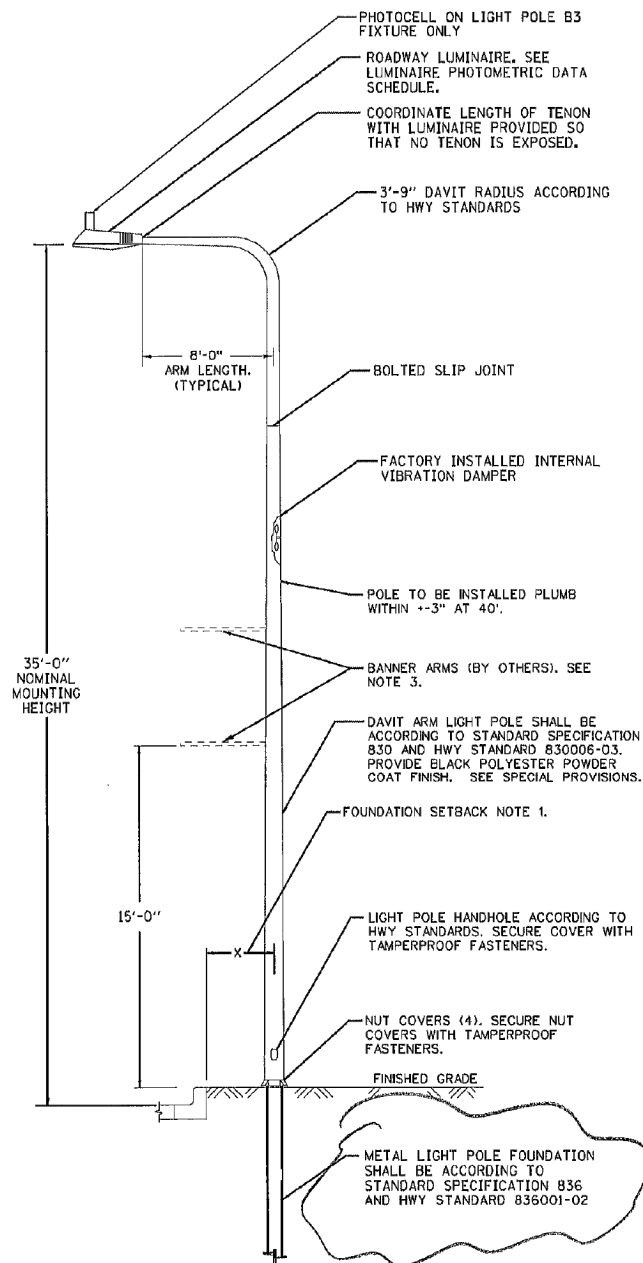 PHOTOCELL ON LIGHT POLE B3
FIXTURE ONLY
ROADWAY LUMINAIRE. SEE
LUMINAIRE PHOTOMETRIC DATA
SCHEDULE.
COORDINATE LENGTH OF TENON
WITH LUMINAIRE PROVIDED SO
THAT NO TENON IS EXPOSED.
3'-9" DAVIT RADIUS ACCORDING
TO HWY STANDARDS
8'-0"
ARM LENGTH.
(TYPICAL)
BOLTED SLIP JOINT
FACTORY INSTALLED INTERNAL
VIBRATION DAMPER
POLE TO BE INSTALLED PLUMB
WITHIN +-3" AT 40'.
35'-0"
NOMINAL
MOUNTING
HEIGHT
BANNER ARMS (BY OTHERS). SEE
NOTE 3.
DAVIT ARM LIGHT POLE SHALL BE
ACCORDING TO STANDARD SPECIFICATION
830 AND HWY STANDARD 830006-03.
PROVIDE BLACK POLYESTER POWDER
COAT FINISH. SEE SPECIAL PROVISIONS.
FOUNDATION SETBACK NOTE 1.
15'-0"
X
LIGHT POLE HANDHOLE ACCORDING TO
HWY STANDARDS. SECURE COVER WITH
TAMPERPROOF FASTENERS.
NUT COVERS (4). SECURE NUT
COVERS WITH TAMPERPROOF
FASTENERS.
FINISHED GRADE
METAL LIGHT POLE FOUNDATION
SHALL BE ACCORDING TO
STANDARD SPECIFICATION 836
AND HWY STANDARD 836001-02